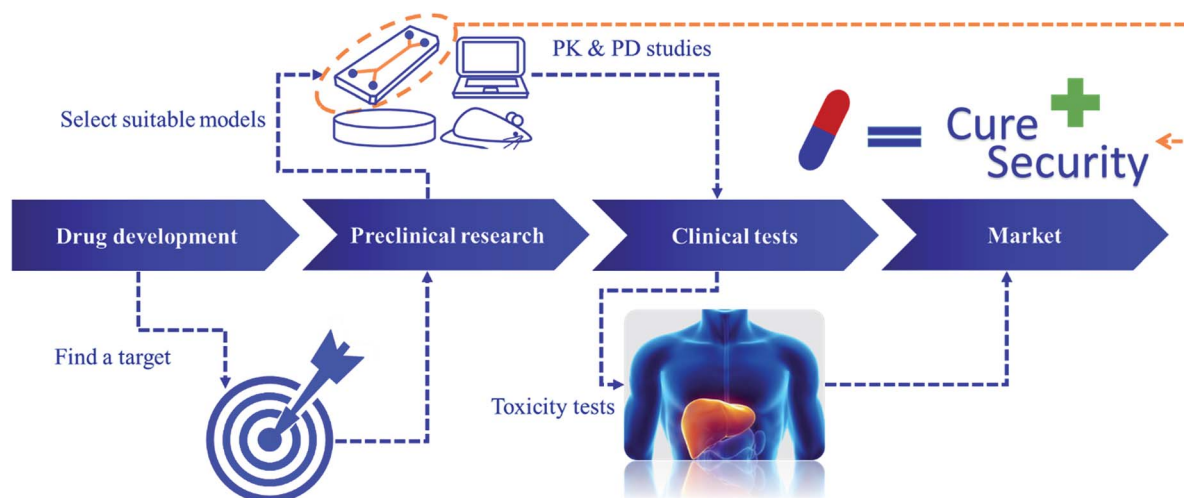 PK & PD studies
Select suitable models
Cure
Security
Drug development
Preclinical research
Clinical tests
Market
Find a target
Toxicity tests